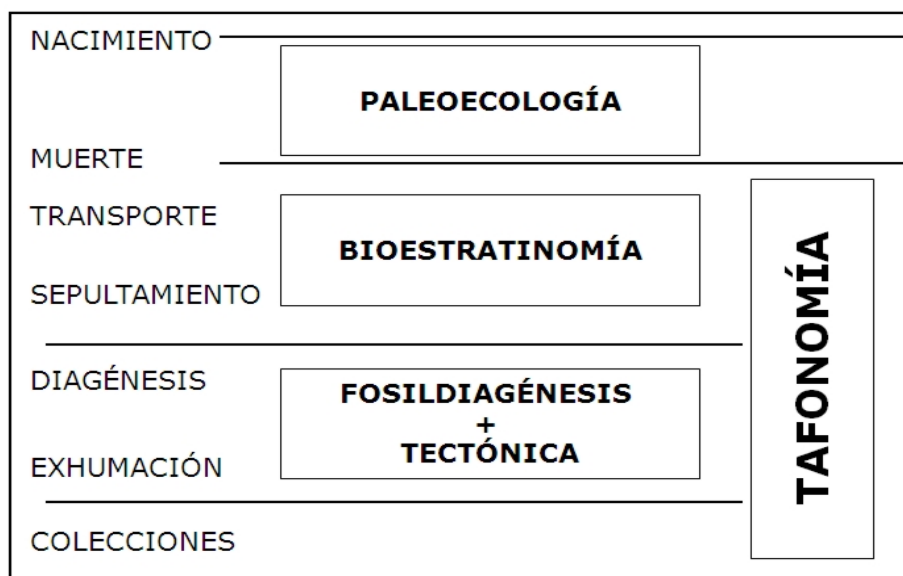 NACIMIENTO
PALEOECOLOGÍA
MUERTE
TRANSPORTE
BIOESTRATINOMÍA
SEPULTAMIENTO
DIAGÉNESIS
FOSILDIAGÉNESIS
+
TECTÓNICA
EXHUMACIÓN
COLECCIONES
TAFONOMÍA